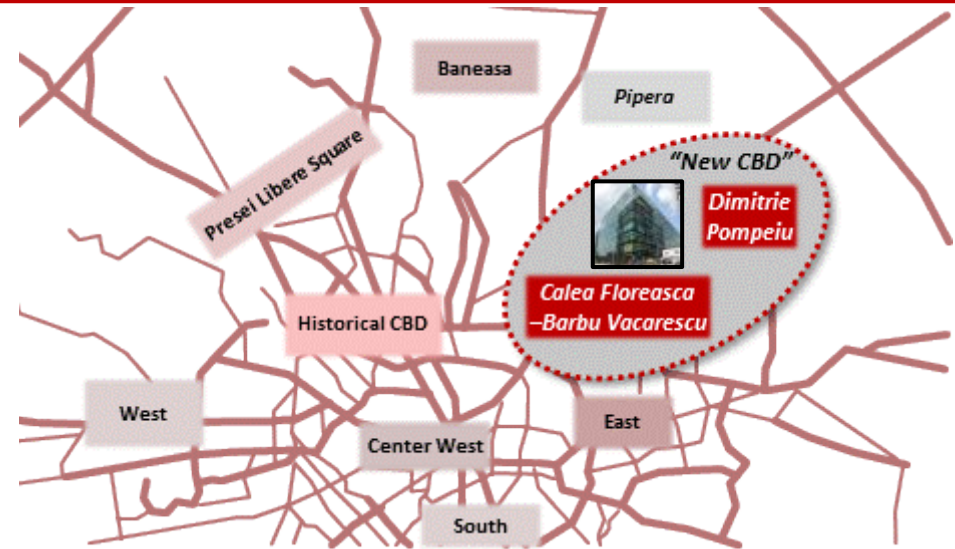 Baneasa
Pipera
Presei Libere Square
“New CBD”
Dimitrie
Pompeiu
Calea Floreasca
–Barbu Vacarescu
Historical CBD
West
East
Center West
South